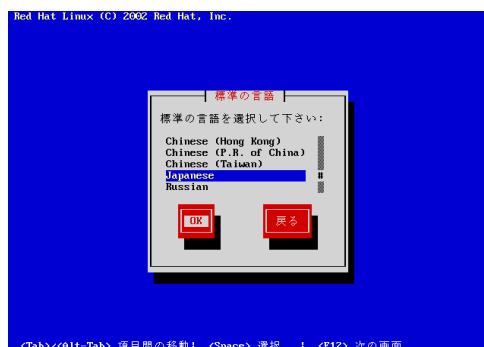 Red Hat Linux (C) 2002 Red Hat, Inc.
標準の言語
標準の言語を選択して下さい:
Chinese (Hong Kong)
Chinese (P.R. of China)
Chinese (Taiwan)
Japanese
#
Russian
OK
戻る
<Tab>/<Alt-Tab> 項目間の移動| <Space> 選択 | <F12> 次の画面